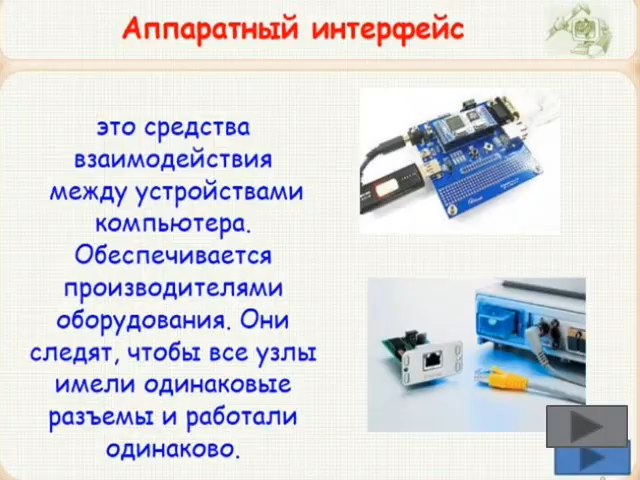 Аппаратный интерфейс
это средства
взаимодействия
между устройствами
компьютера.
Обеспечивается
производителями
оборудования. Они
следят, чтобы все узлы
имели одинаковые
разъемы и работали
одинаково.